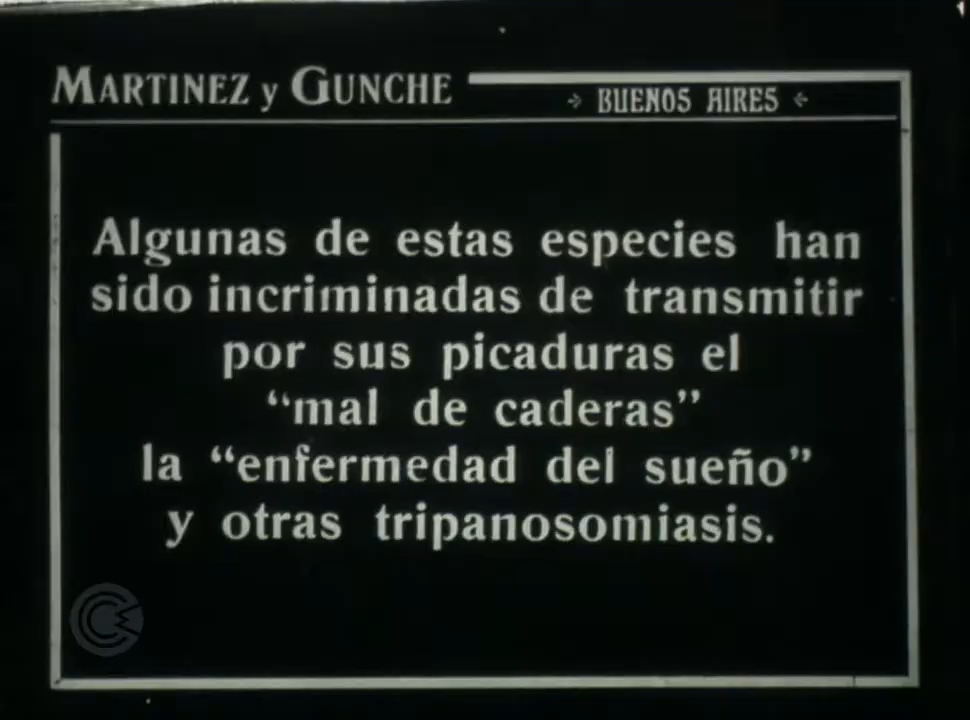 MARTINEZ y GUNCHE
BUENOS AIRES
Algunas de estas especies han
sido incriminadas de transmitir
por sus picaduras el
“mal de caderas”
la “enfermedad del sueño”
y otras tripanosomiasis.